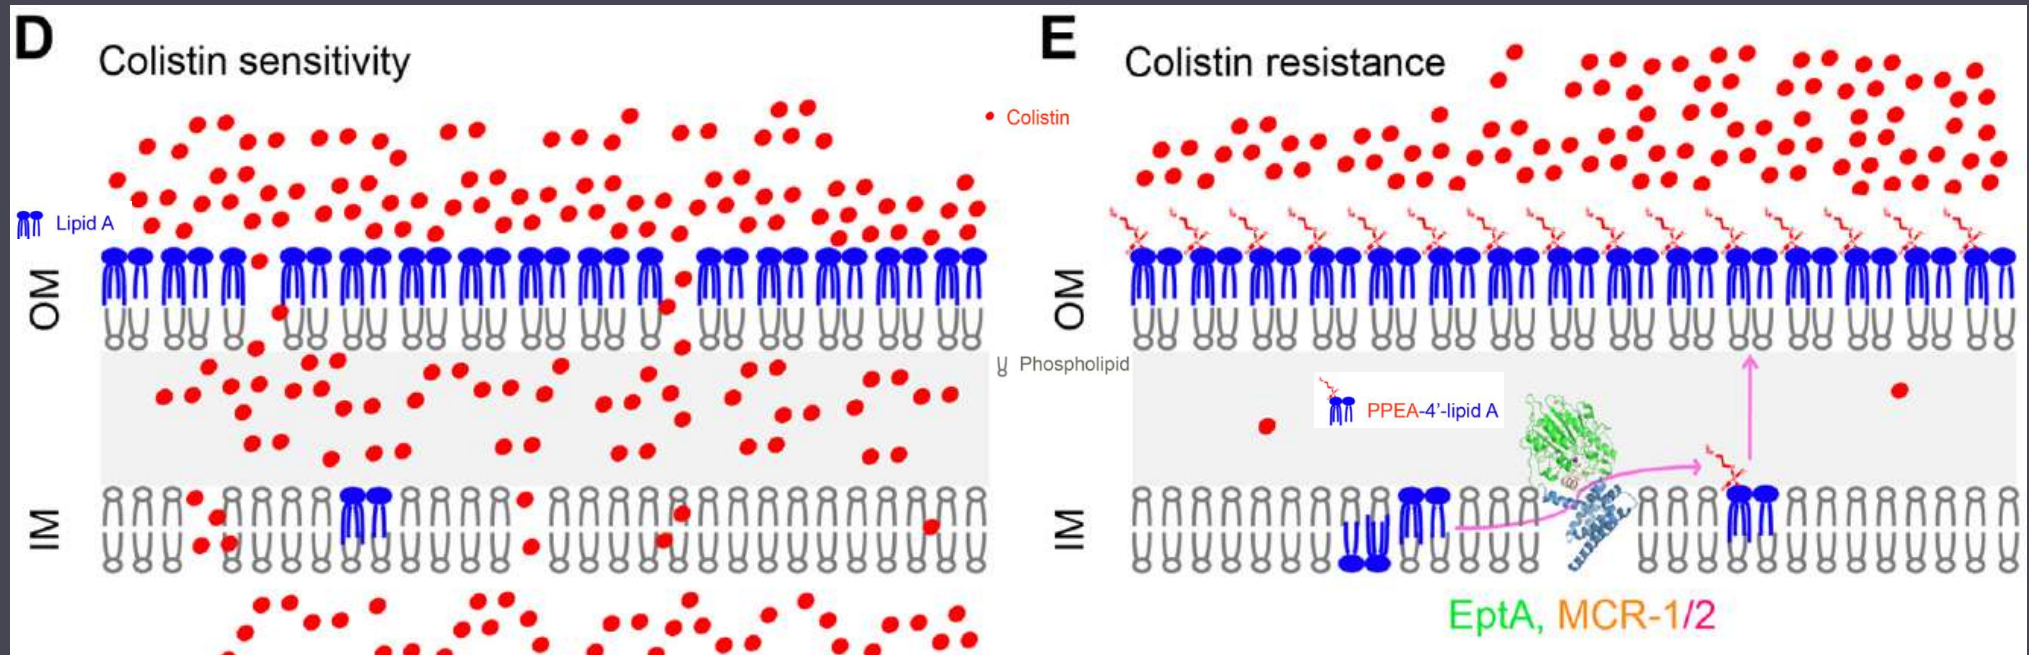 D
Colistin sensitivity
Colistin
Lipid A
OM
Phospholipid
IM
E
Colistin resistance
OM
PPEA-4'-lipid A
IM
EptA, MCR-1/2